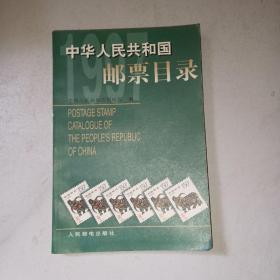 1997
中华人民共和国
邮票目录
POSTAGE STAMP
CATALOGUE OF
THE PEOPLE'S REPUBLIC
OF CHINA
人民邮电出版社